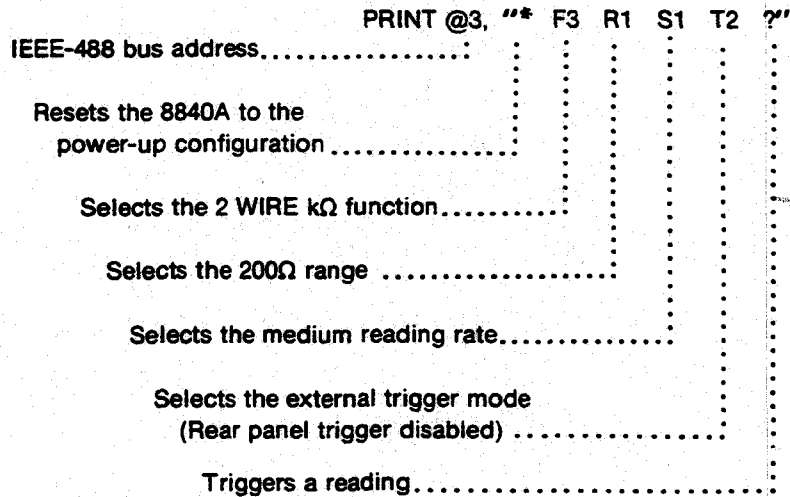 PRINT @3, "* F3 R1 S1 T2 ?"
IEEE-488 bus address..................:
Resets the 8840A to the
power-up configuration ................:
Selects the 2 WIRE kΩ function...........:
Selects the 200Ω range ....................:
Selects the medium reading rate...............:
Selects the external trigger mode
(Rear panel trigger disabled) ..................:
Triggers a reading...............................: